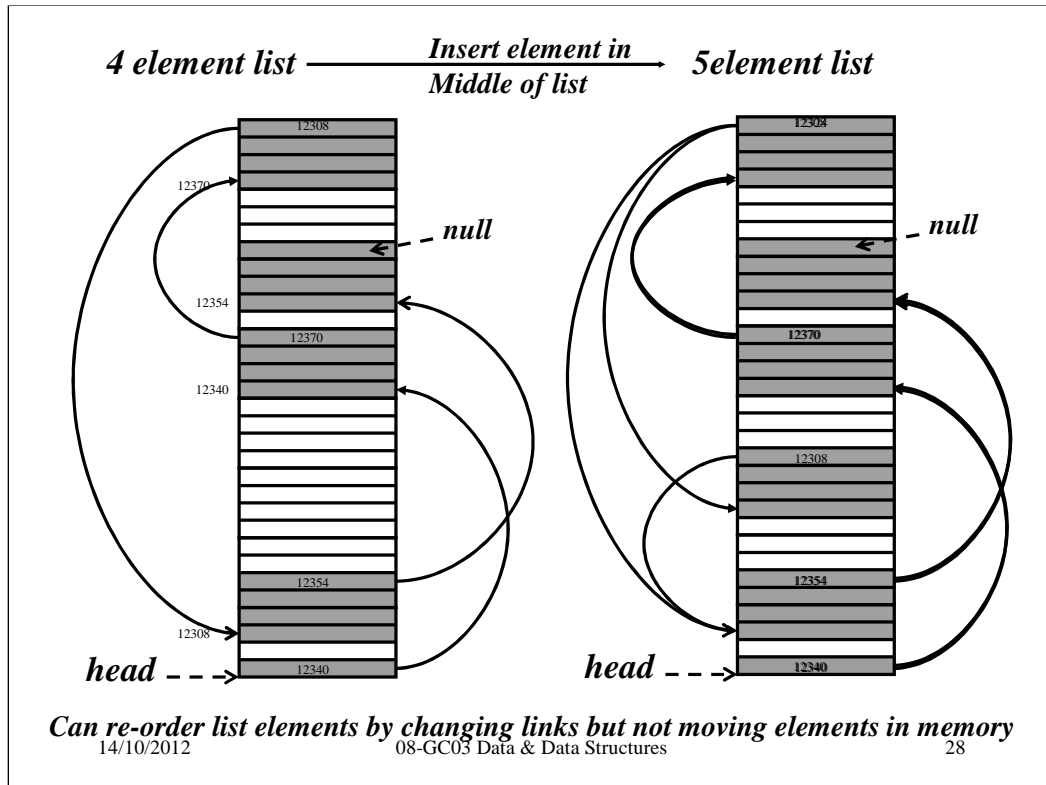 4 element list
Insert element in
Middle of list
5element list
12308
12370
null
12354
12370
12340
12354
12308
head
12340
null
12370
12308
12354
head
12340
Can re-order list elements by changing links but not moving elements in memory
14/10/2012
08-GC03 Data & Data Structures
28